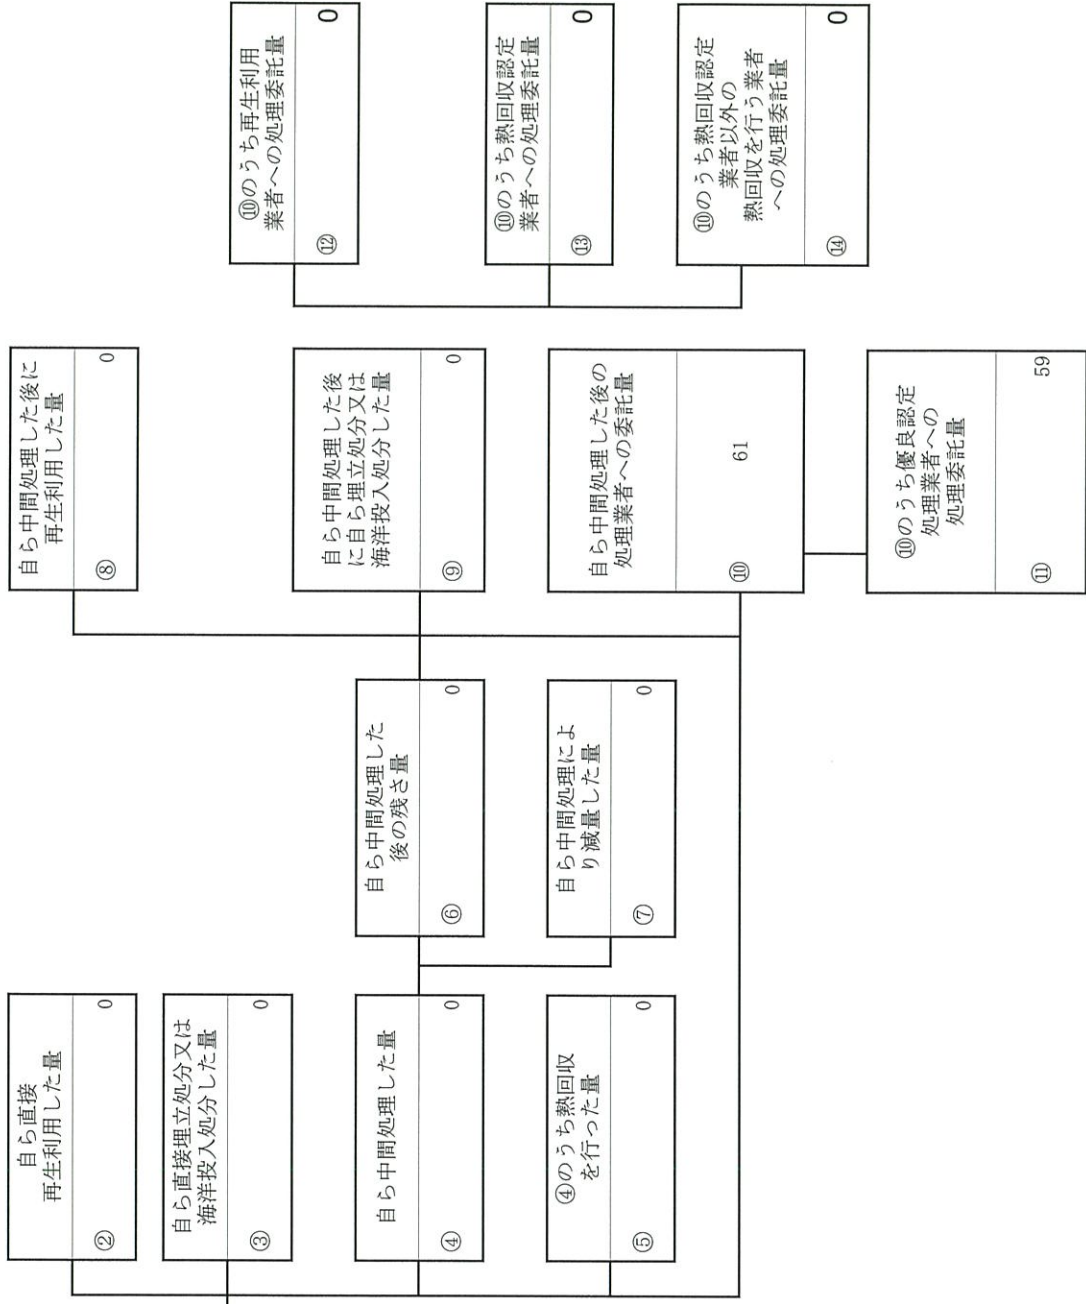 自ら直接
再生利用した量
② 0
自ら直接埋立処分又は
海洋投入処分した量
③ 0
自ら中間処理した量
④ 0
④のうち熱回収
を行った量
⑤ 0
自ら中間処理した
後の残さ量
⑥ 0
自ら中間処理によ
り減量した量
⑦ 0
自ら中間処理した後に
再生利用した量
⑧ 0
自ら中間処理した後
に自ら埋立処分又は
海洋投入処分した量
⑨ 0
自ら中間処理した後の
処理業者への委託量
⑩ 61
⑩のうち優良認定
処理業者への
処理委託量
⑪ 59
⑩のうち再生利用
業者への処理委託量
⑫ 0
⑩のうち熱回収認定
業者への処理委託量
⑬ 0
⑩のうち熱回収認定
業者以外の
熱回収を行う業者
への処理委託量
⑭ 0